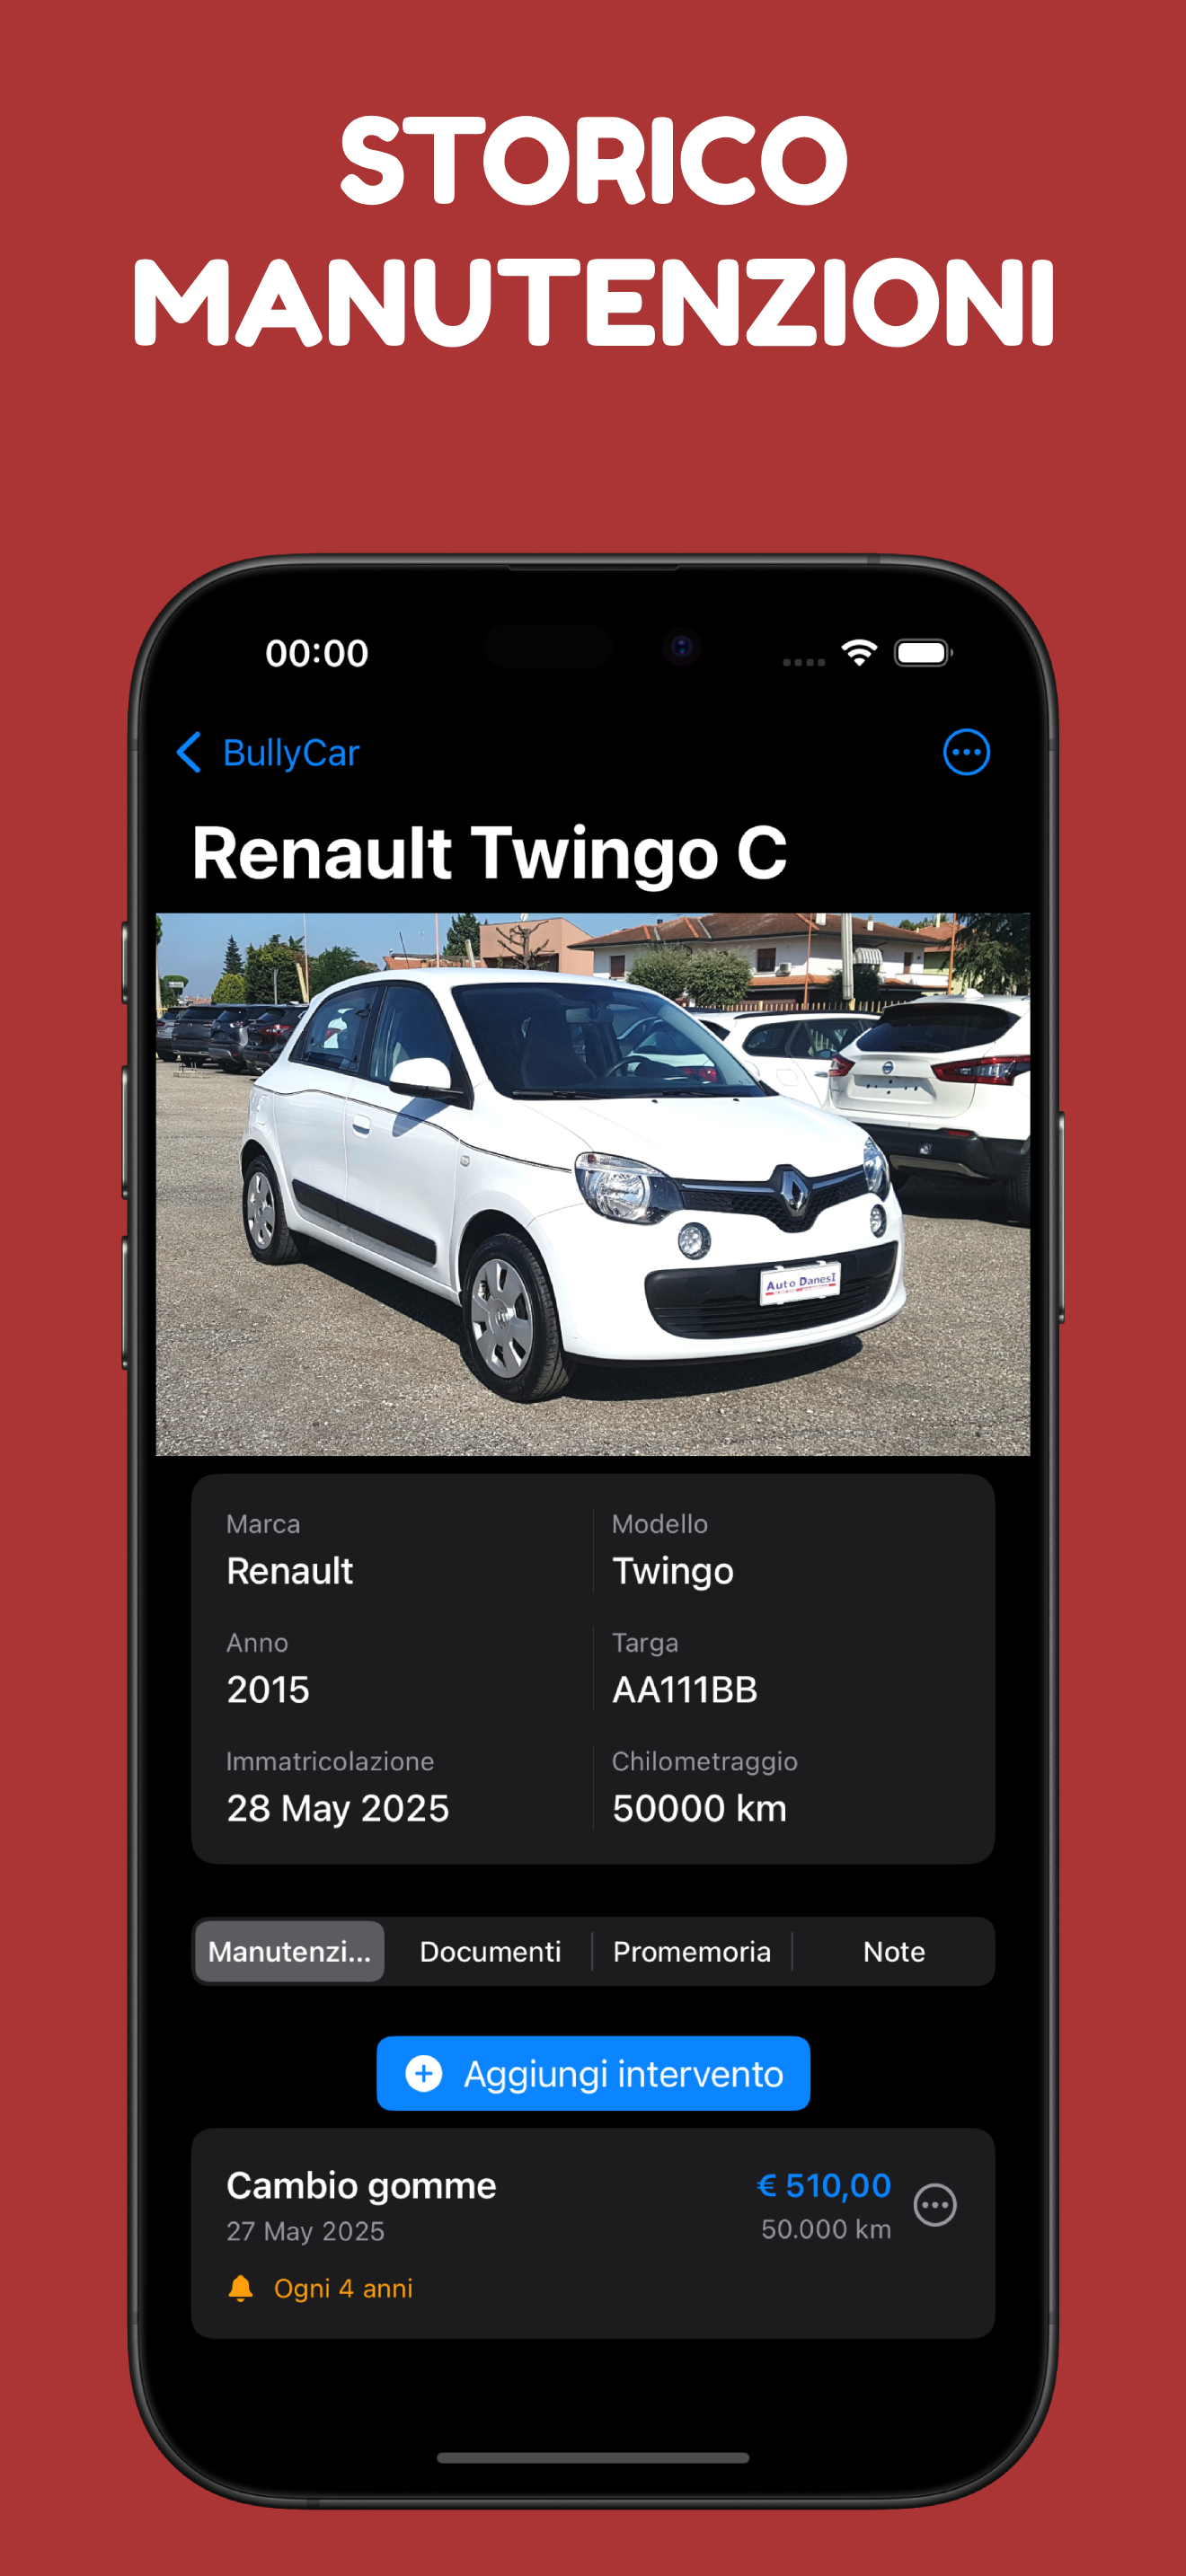 STORICO
MANUTENZIONI
00:00
BullyCar
Renault Twingo C
Auto DanesI
Marca
Renault
Modello
Twingo
Anno
2015
Targa
AA111BB
Immatricolazione
28 May 2025
Chilometraggio
50000 km
Manutenzi...
Documenti
Promemoria
Note
Aggiungi intervento
Cambio gomme
€ 510,00
27 May 2025
50.000 km
Ogni 4 anni